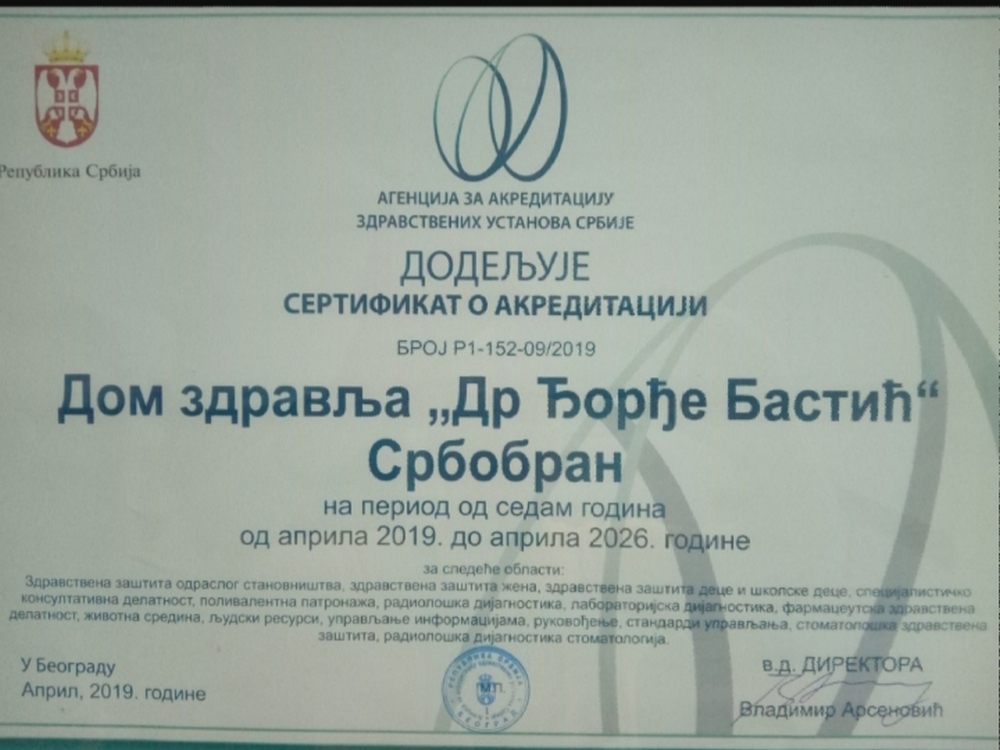 Република Србија
АГЕНЦИЈА ЗА АКРЕДИТАЦИЈУ
ЗДРАВСТВЕНИХ УСТАНОВА СРБИЈЕ
ДОДЕЉУЈЕ
СЕРТИФИКАТ О АКРЕДИТАЦИЈИ
БРОЈ Р1-152-09/2019
Дом здравља „Др Ђорђе Бастић“
Србобран
на период од седам година
од априла 2019. до априла 2026. године
за следеће области:
Здравствена заштита одраслог становништва, здравствена заштита жена, здравствена заштита деце и школске деце, специјалистичко
консултативна делатност, поливалентна патронажа, радиолошка дијагностика, лабораторијска дијагностика, фармацеутска здравствена
делатност, животна средина, људски ресурси, управљање информацијама, руковођење, стандарди управљања, стоматолошка здравствена
заштита, радиолошка дијагностика стоматологија.
У Београду
Април, 2019. године
м.п.
в.д. ДИРЕКТОРА
Владимир Арсеновић